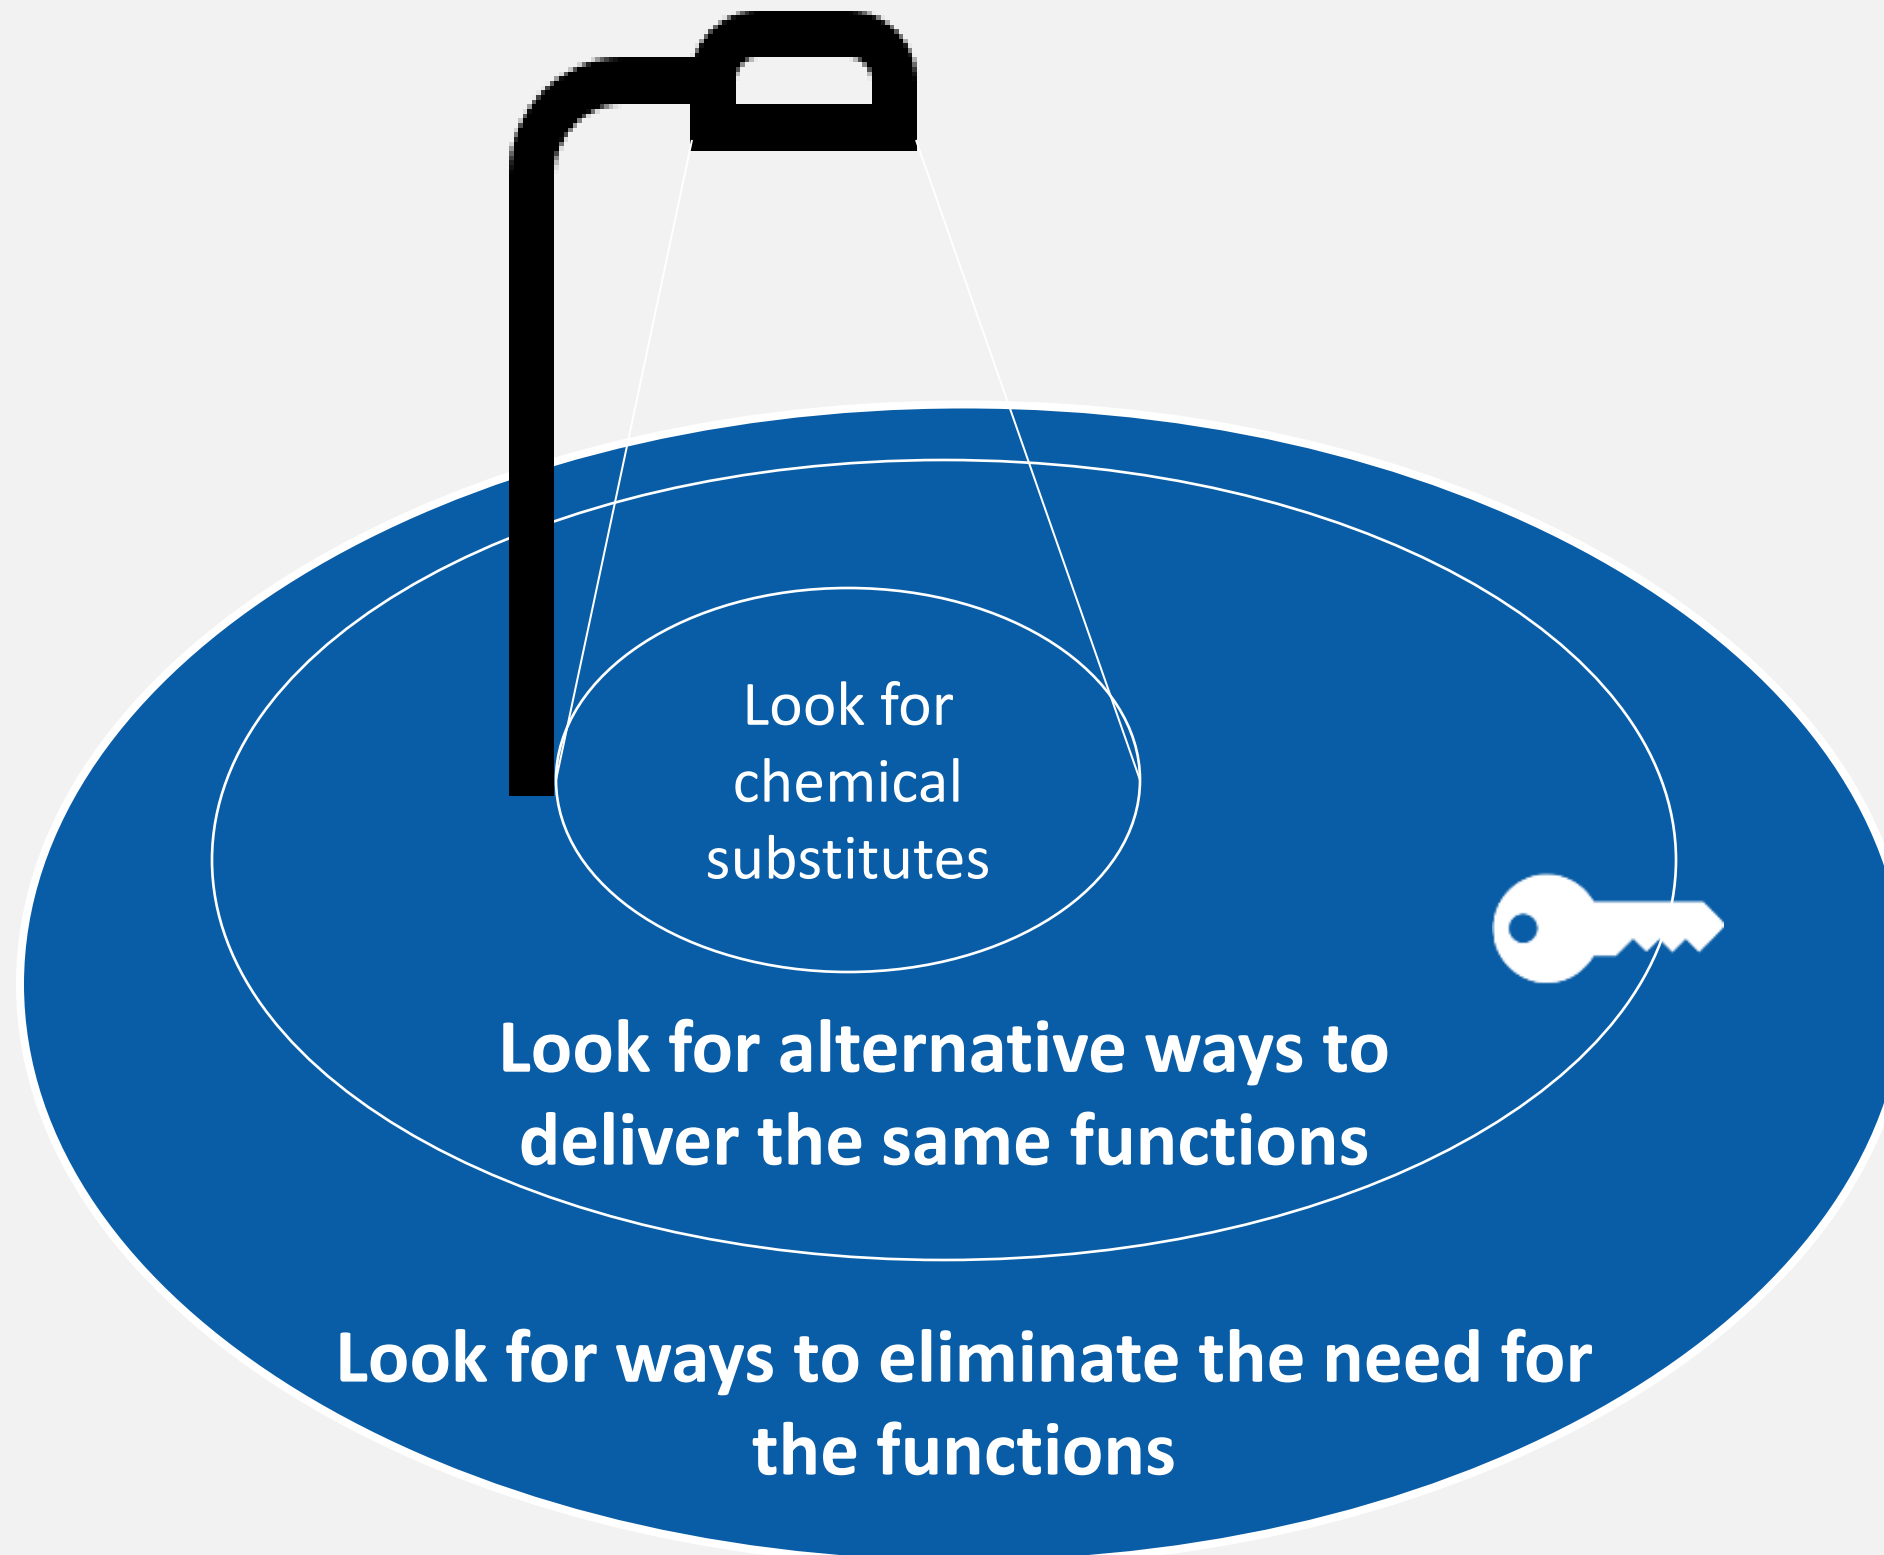 Look for
chemical
substitutes
Look for alternative ways to
deliver the same functions
Look for ways to eliminate the need for
the functions